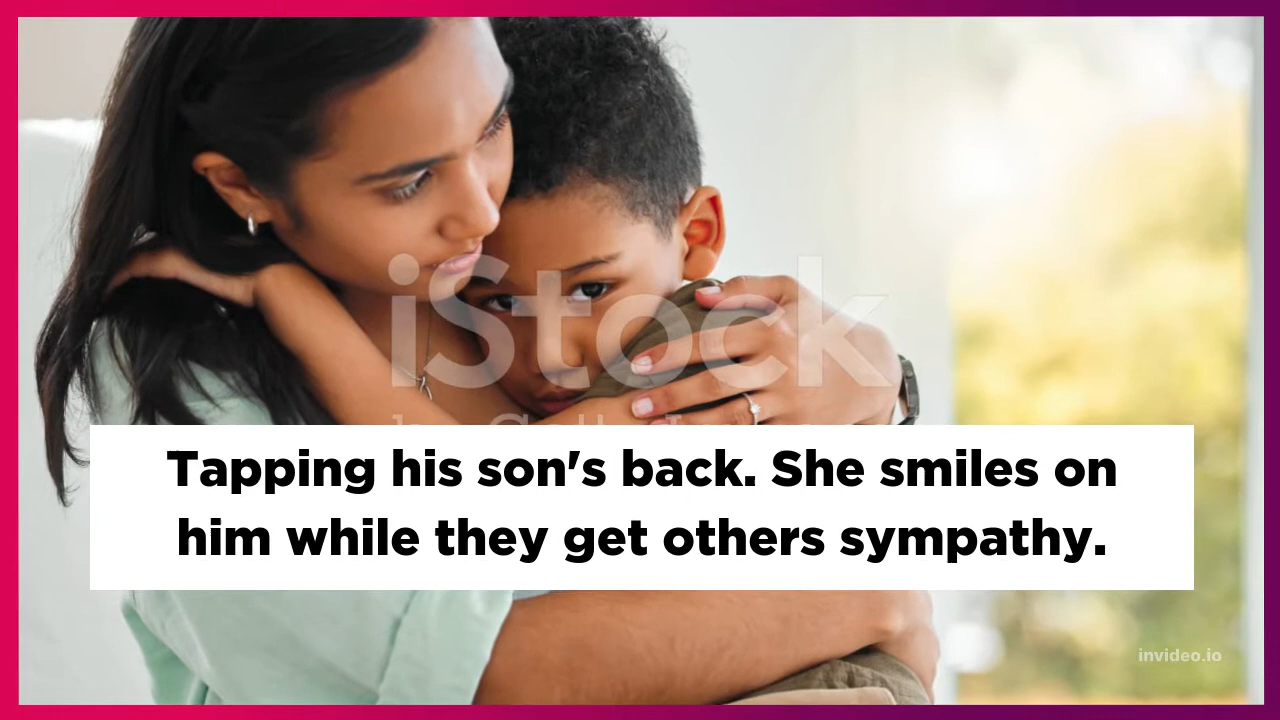 iStock
Tapping his son's back. She smiles on
him while they get others sympathy.
invideo.io